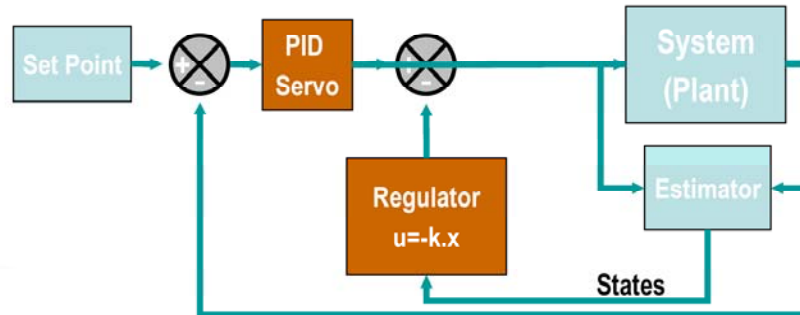 Set Point
+
-
PID
Servo
-
System
(Plant)
Estimator
Regulator
u=-k.x
States